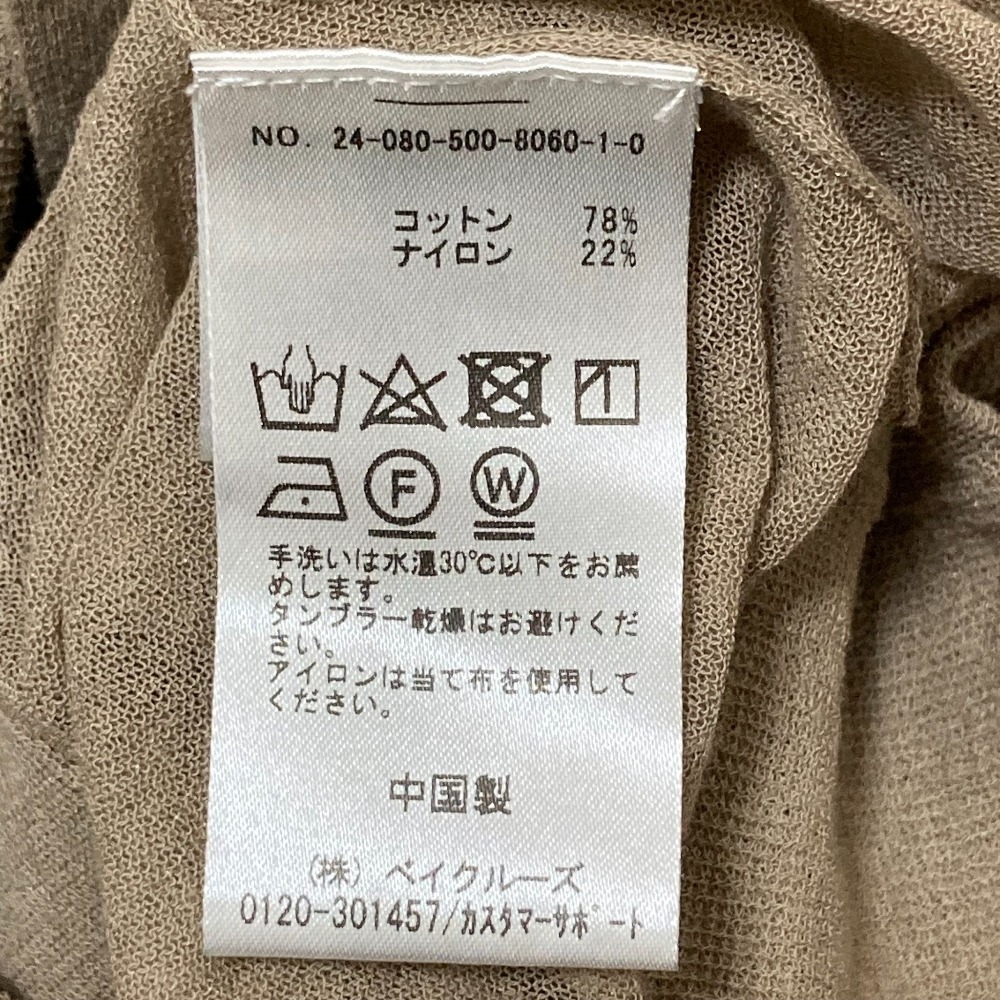 NO. 24-080-500-8060-1-0
コットン 78%
ナイロン 22%
F W
手洗いは水温30℃以下をお薦
めします。
タンブラー乾燥はお避けくだ
さい。
アイロンは当て布を使用して
ください。
中国製
(株) ベイクルーズ
0120-301457/カスタマーサポート